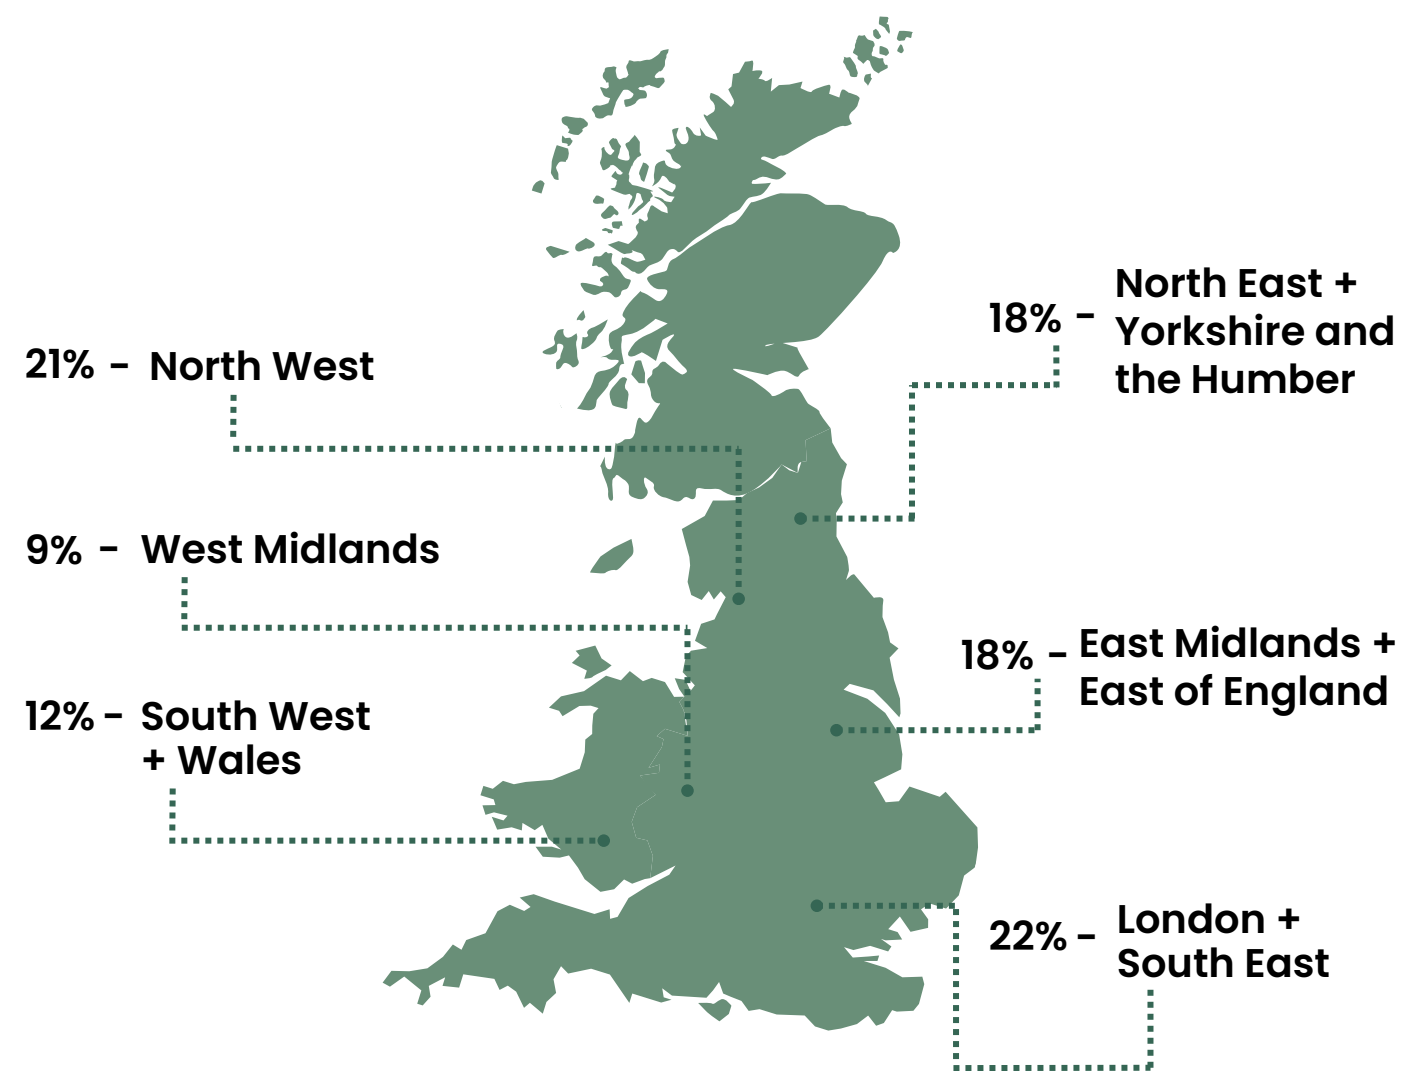 21% - North West
9% - West Midlands
12% - South West
+ Wales
18% - North East +
Yorkshire and
the Humber
18% - East Midlands +
East of England
22% - London +
South East